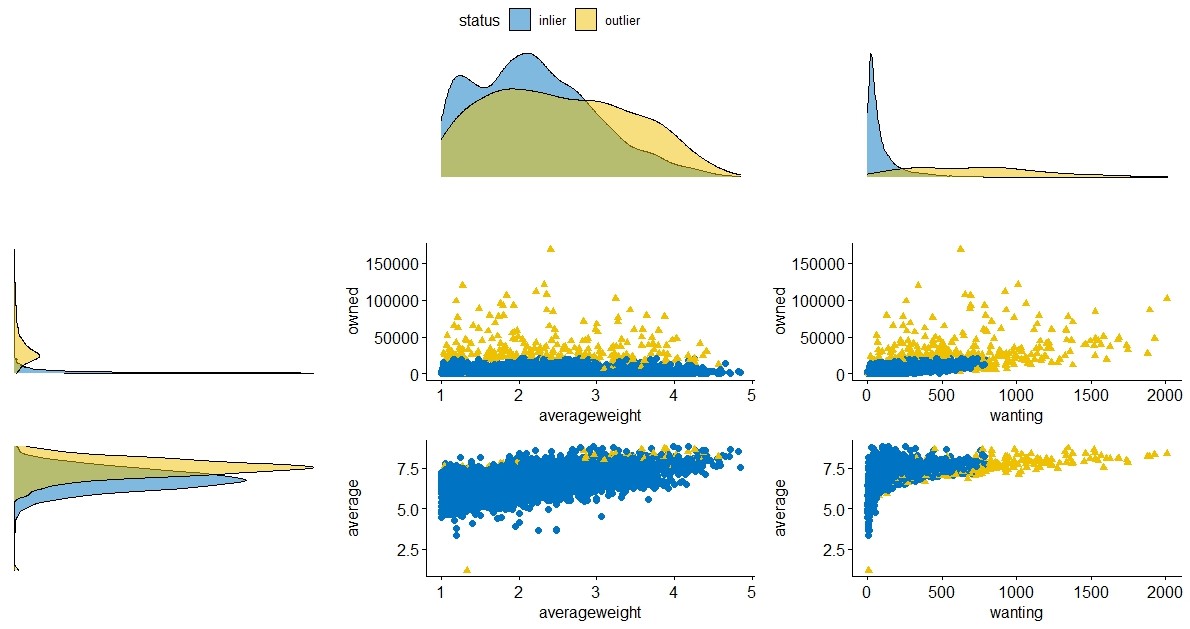 status inlier outlier
150000
100000
50000
0
owned
1 2 3 4 5
averageweight
150000
100000
50000
0
owned
0 500 1000 1500 2000
wanting
7.5
5.0
2.5
average
1 2 3 4 5
averageweight
7.5
5.0
2.5
average
0 500 1000 1500 2000
wanting